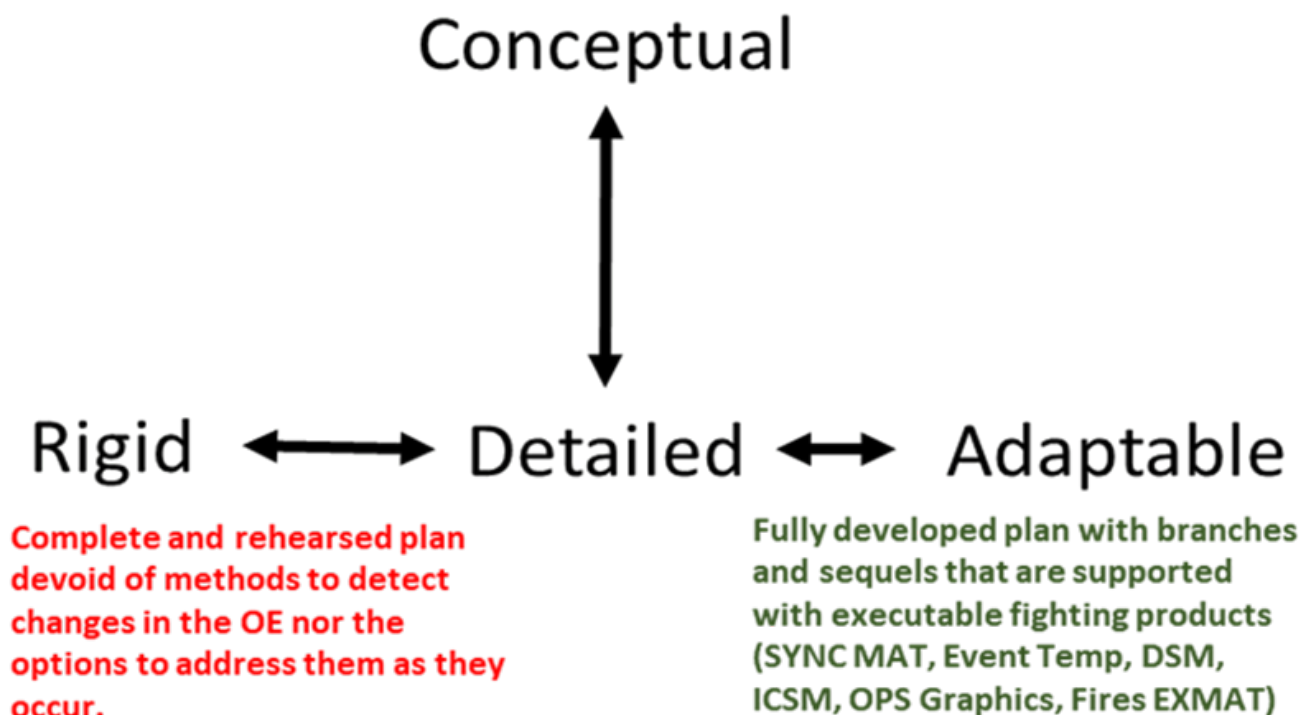 Conceptual
Rigid
Detailed
Adaptable
Complete and rehearsed plan
devoid of methods to detect
changes in the OE nor the
options to address them as they
occur.
Fully developed plan with branches
and sequels that are supported
with executable fighting products
(SYNC MAT, Event Temp, DSM,
ICSM, OPS Graphics, Fires EXMAT)